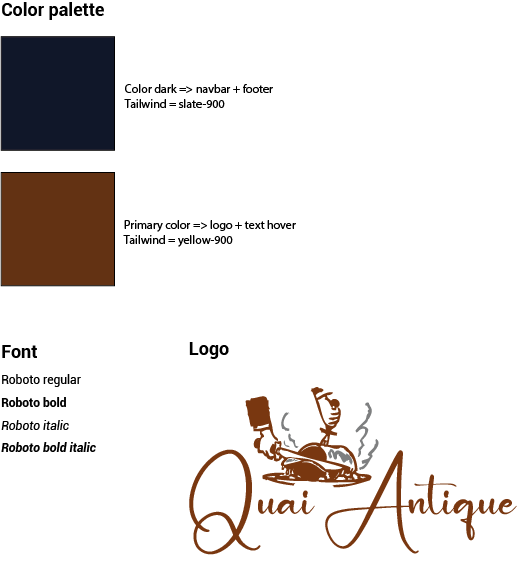 Color palette
Color dark => navbar + footer
Tailwind = slate-900
Primary color => logo + text hover
Tailwind = yellow-900
Font
Roboto regular
Roboto bold
Roboto italic
Roboto bold italic
Logo
Quai Antique